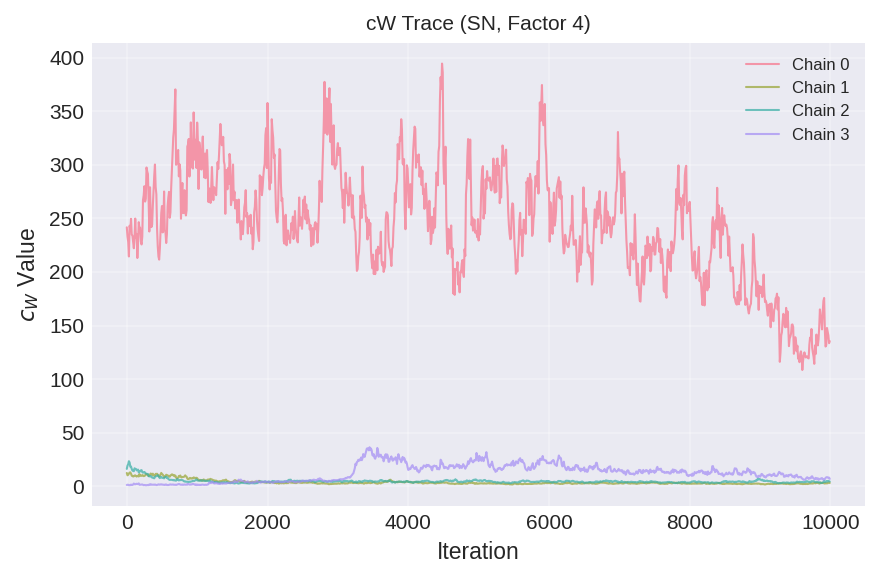 cW Trace (SN, Factor 4)
400
350
300
250
200
150
100
50
0
c_W Value
0 2000 4000 6000 8000 10000
Iteration
Chain 0
Chain 1
Chain 2
Chain 3